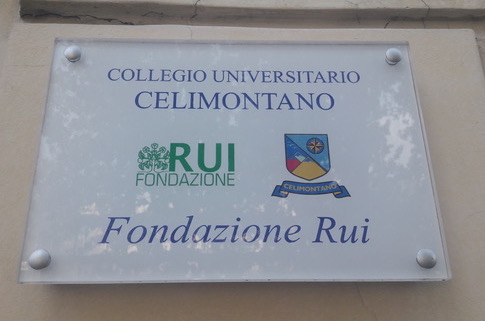 COLLEGIO UNIVERSITARIO
CELIMONTANO
RUI
FONDAZIONE
CELIMONTANO
Fondazione Rui